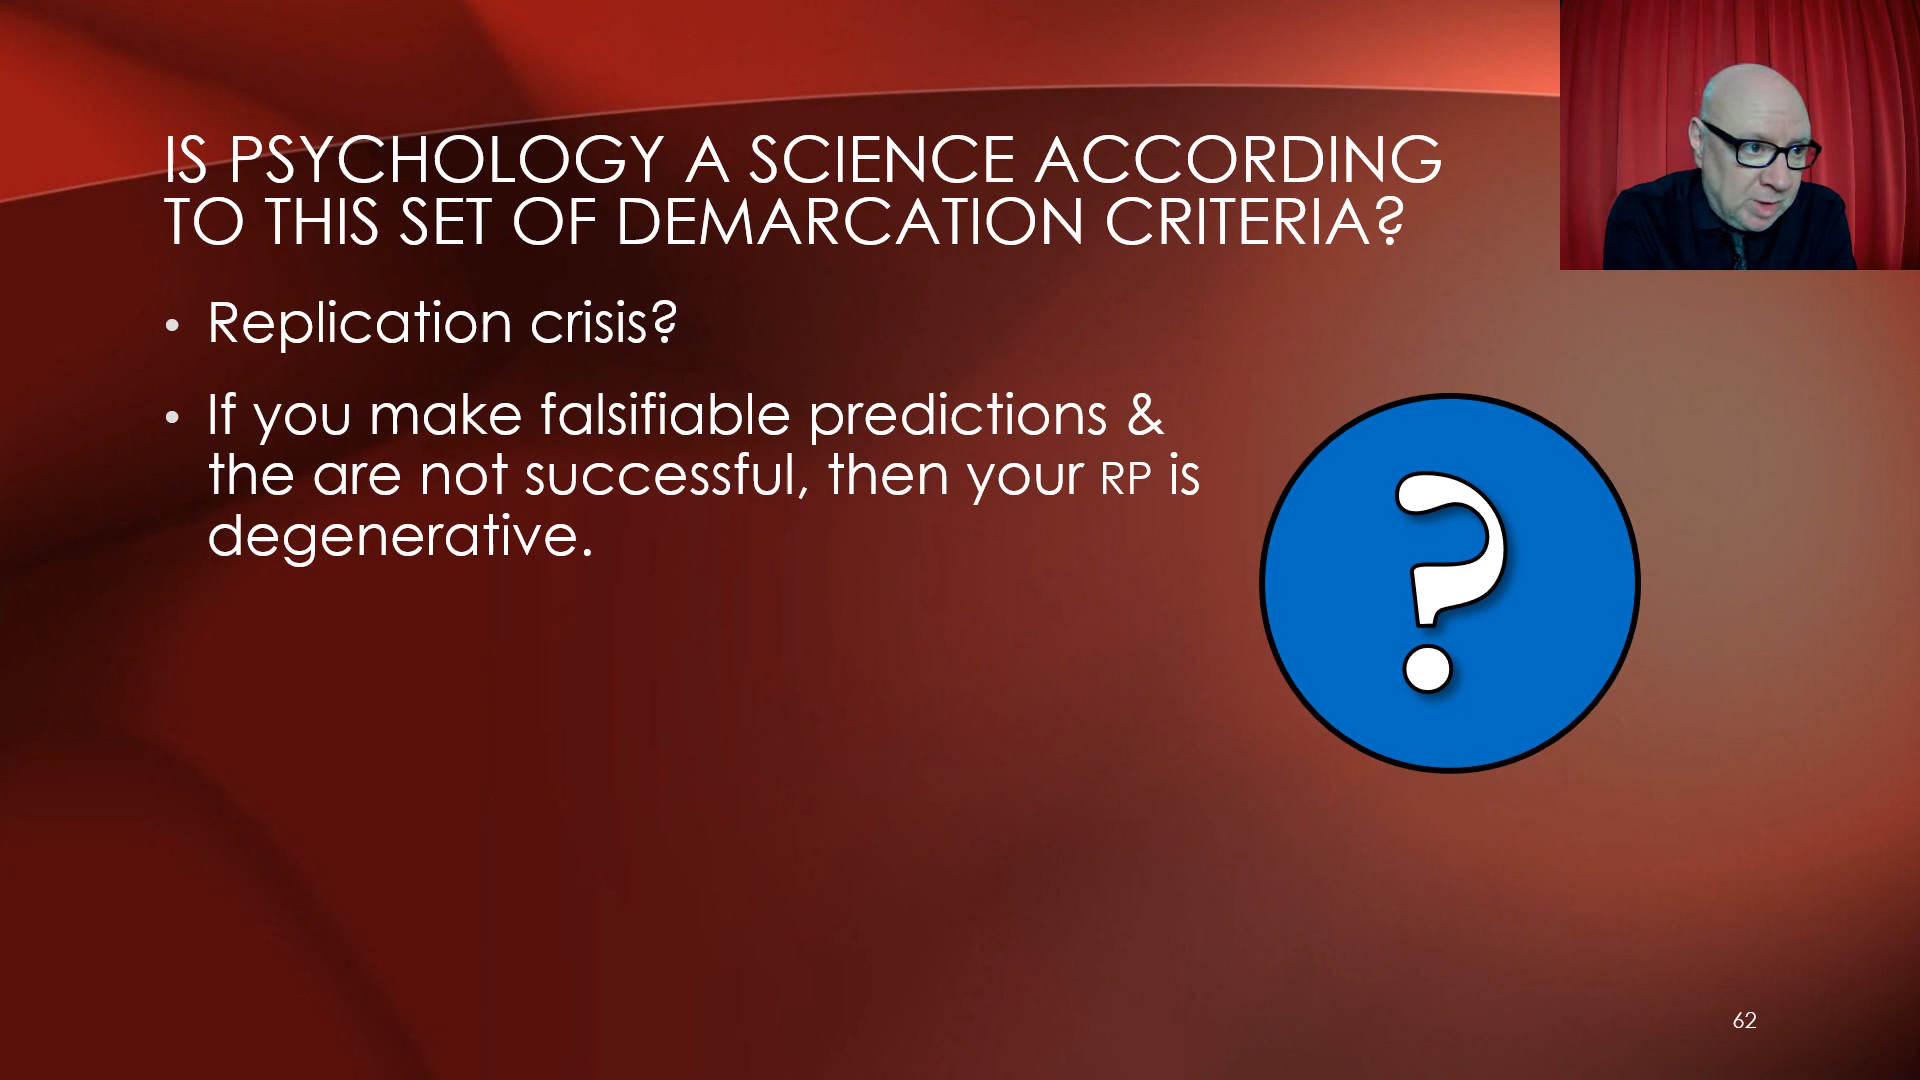 IS PSYCHOLOGY A SCIENCE ACCORDING
TO THIS SET OF DEMARCATION CRITERIA?
• Replication crisis?
• If you make falsifiable predictions &
the are not successful, then your RP is
degenerative.
?
62